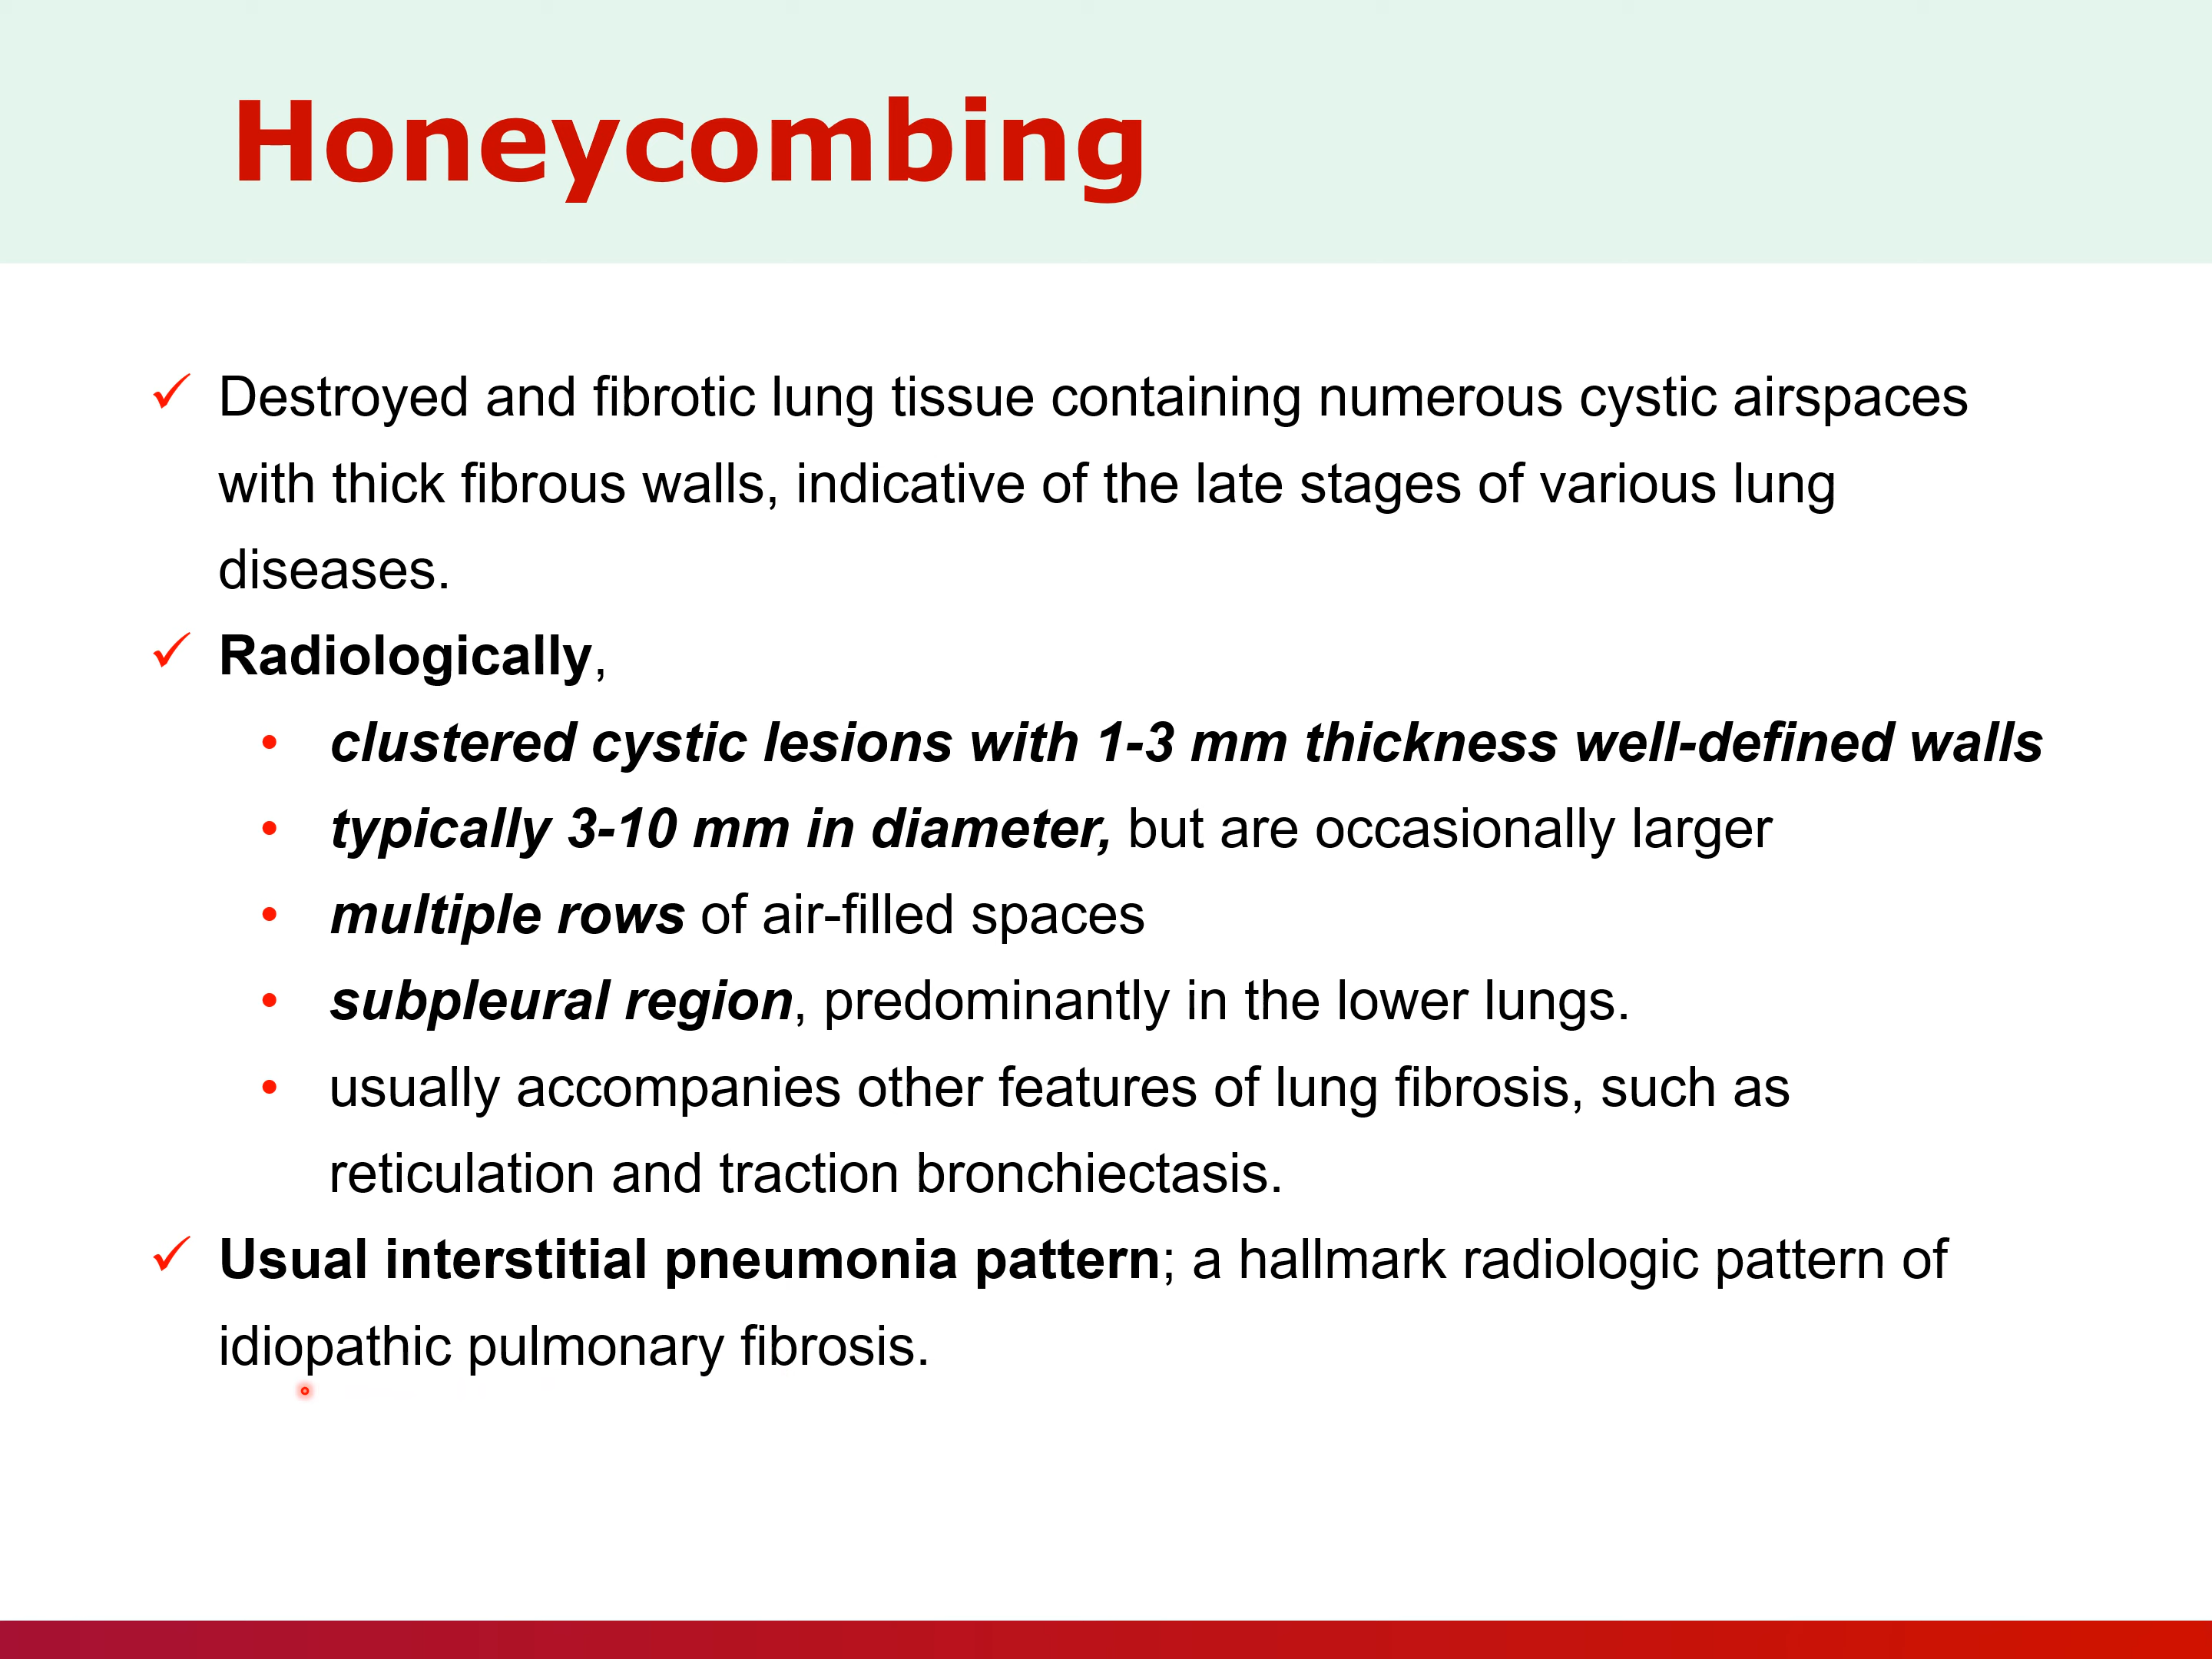 Honeycombing
✓ Destroyed and fibrotic lung tissue containing numerous cystic airspaces
with thick fibrous walls, indicative of the late stages of various lung
diseases.
✓ Radiologically,
• clustered cystic lesions with 1-3 mm thickness well-defined walls
• typically 3-10 mm in diameter, but are occasionally larger
• multiple rows of air-filled spaces
• subpleural region, predominantly in the lower lungs.
• usually accompanies other features of lung fibrosis, such as
reticulation and traction bronchiectasis.
✓ Usual interstitial pneumonia pattern; a hallmark radiologic pattern of
idiopathic pulmonary fibrosis.